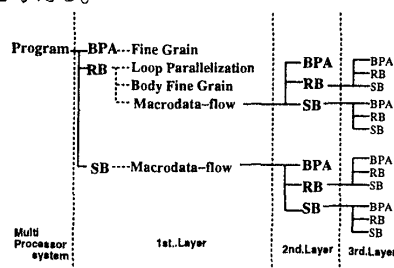 Program BPA Fine Grain
RB Loop Parallelization
Body Fine Grain
Macrodata-flow
SB Macrodata-flow
BPA
RB
SB
BPA
RB
SB
BPA
RB
SB
BPA
RB
SB
BPA
RB
SB
BPA
RB
SB
Multi
Processor
system
1st..Layer
2nd.Layer
3rd.Layer